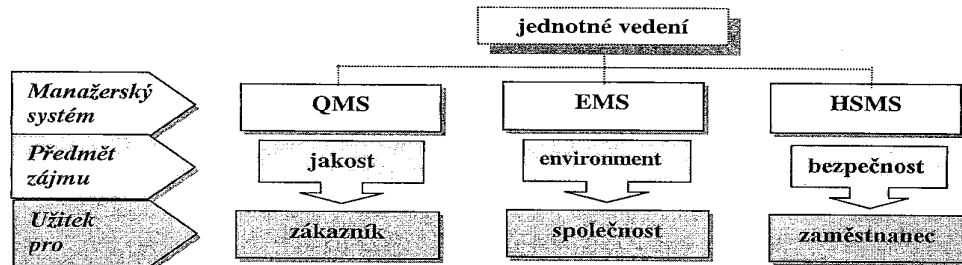 jednotné vedení
Manažerský
systém
QMS
EMS
HSMS
Předmět
zájmu
jakost
environment
bezpečnost
Užitek
pro
zákazník
společnost
zaměstnanec